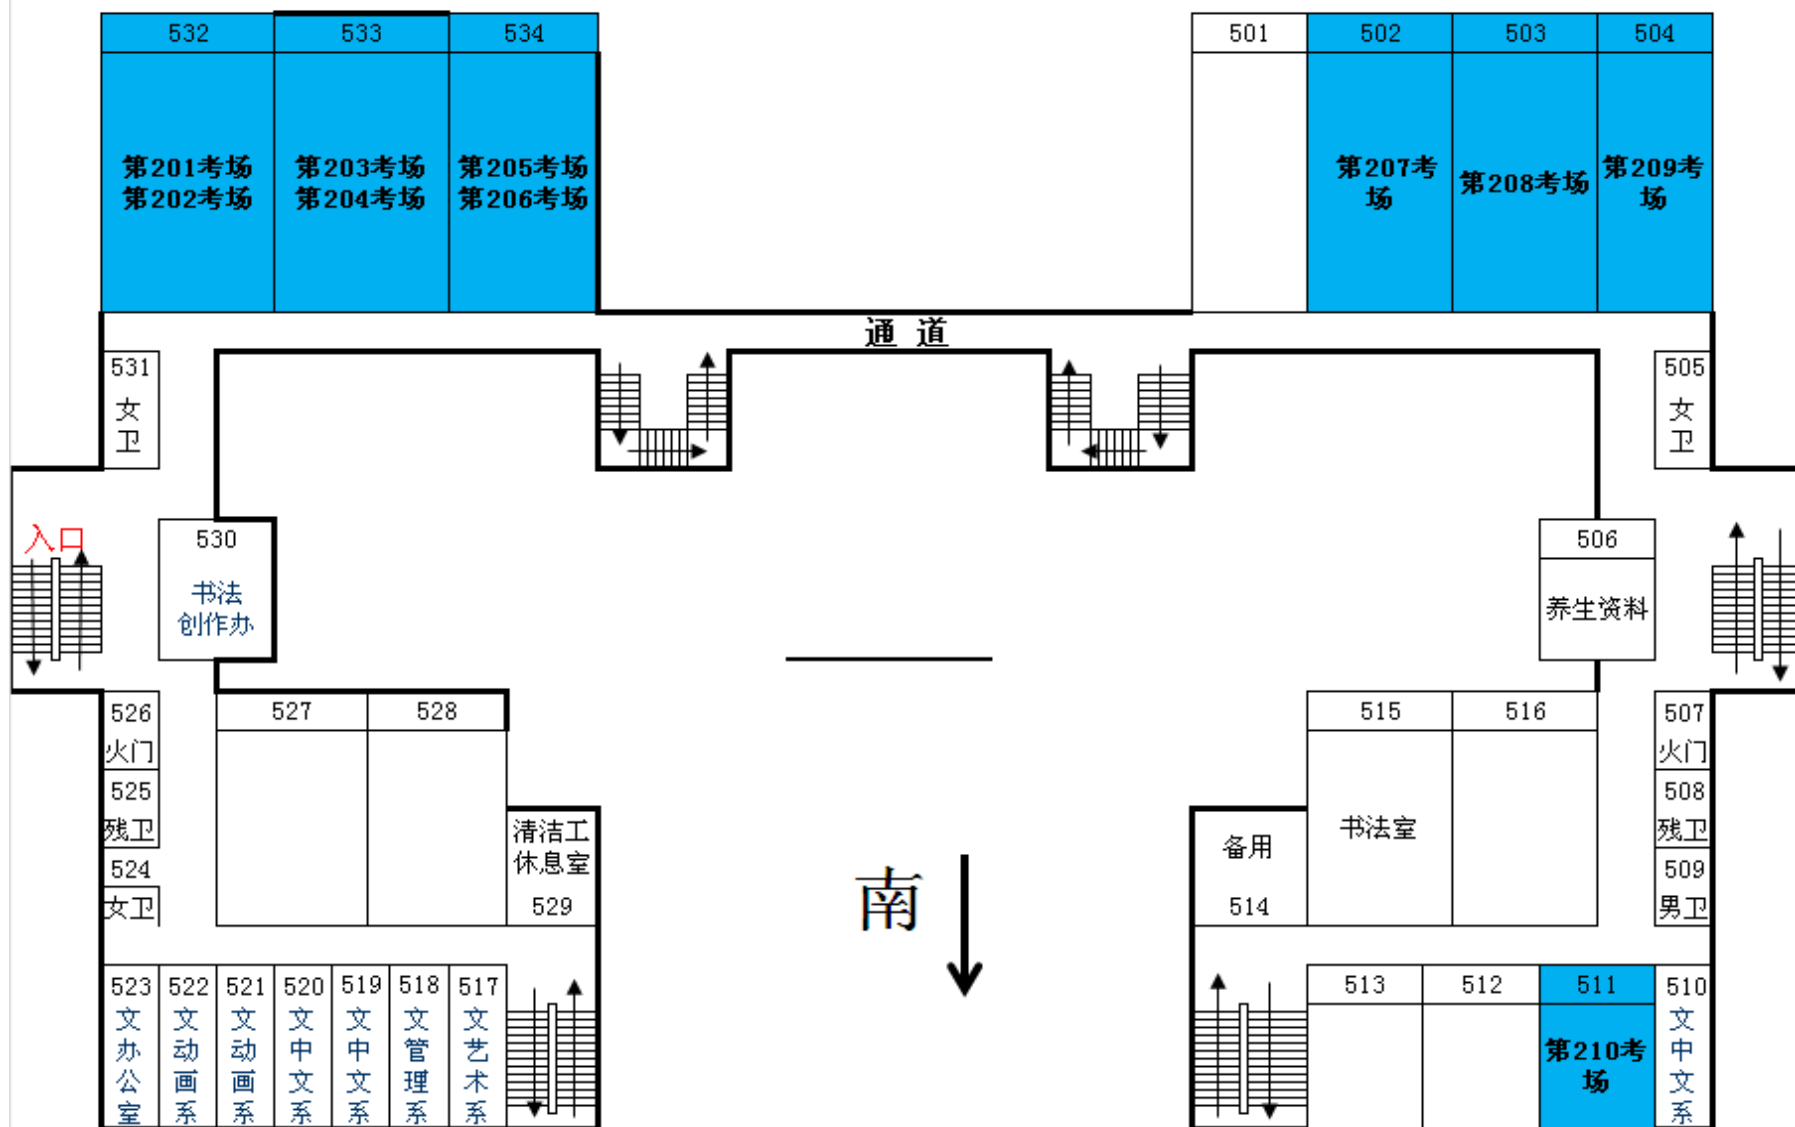 532
533
534
501
502
503
504
第201考场
第202考场
第203考场
第204考场
第205考场
第206考场
第207考
场
第208考场
第209考
场
通 道
531
女
卫
505
女
卫
入口
530
书法
创作办
506
养生资料
526
火门
525
残卫
524
女卫
527
528
清洁工
休息室
529
515
516
书法室
备用
514
507
火门
508
残卫
509
男卫
南
523
文
办
公
室
522
文
动
画
系
521
文
动
画
系
520
文
中
文
系
519
文
中
文
系
518
文
管
理
系
517
文
艺
术
系
513
512
511
第210考
场
510
文
中
文
系